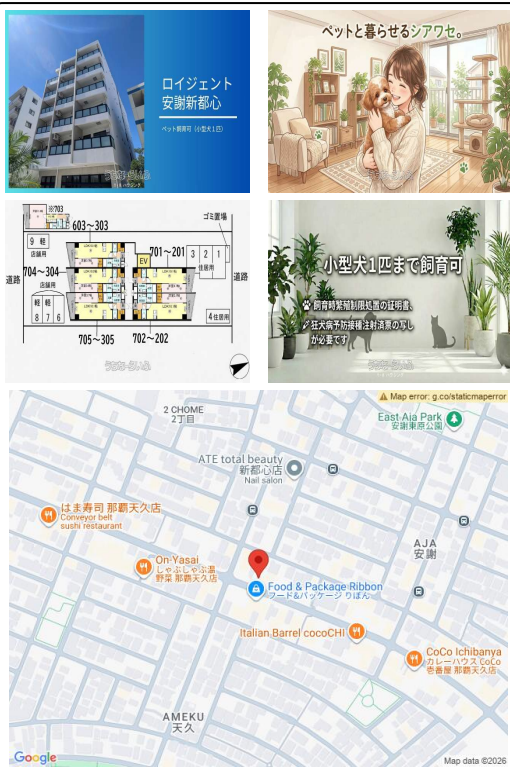 ロイジェント
安謝新都心
ペット飼育可(小型犬1匹)
ペットと暮らせるシアワセ。
※703
603～303
ゴミ置場
9 軽
店舗用
701～201
3 2 1
住居用
EV
道路
704～304
道路
店舗用
軽 軽
8 7 6
4 住居用
705～305
702～202
小型犬1匹まで飼育可
飼育時繁殖制限処置の証明書、
狂犬病予防接種注射済票の写し
が必要です
Map error: g.co/staticmaperror
2 CHOME
2丁目
East Aja Park
安謝東原公園
ATE total beauty
新都心店
Nail salon
はま寿司 那覇天久店
Conveyor belt
sushi restaurant
AJA
安謝
On-Yasai
しゃぶしゃぶ温
野菜 那覇天久店
Food & Package Ribbon
フード&パッケージ りぼん
Italian Barrel cocoCHI
CoCo Ichibanya
カレーハウス CoCo
壱番屋 那覇天久店
AMEKU
天久
Google
Map data ©2026